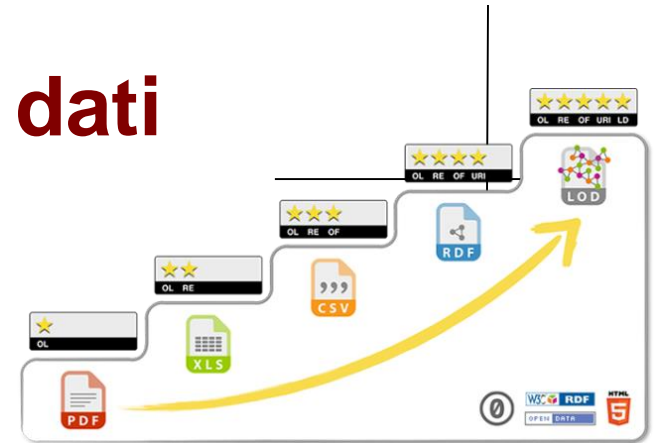 dati
OL RE OF URI LD
LOD
OL RE OF URI
RDF
OL RE OF
CSV
OL RE
XLS
OL
PDF
0
W3C RDF
OPEN DATA
HTML
5